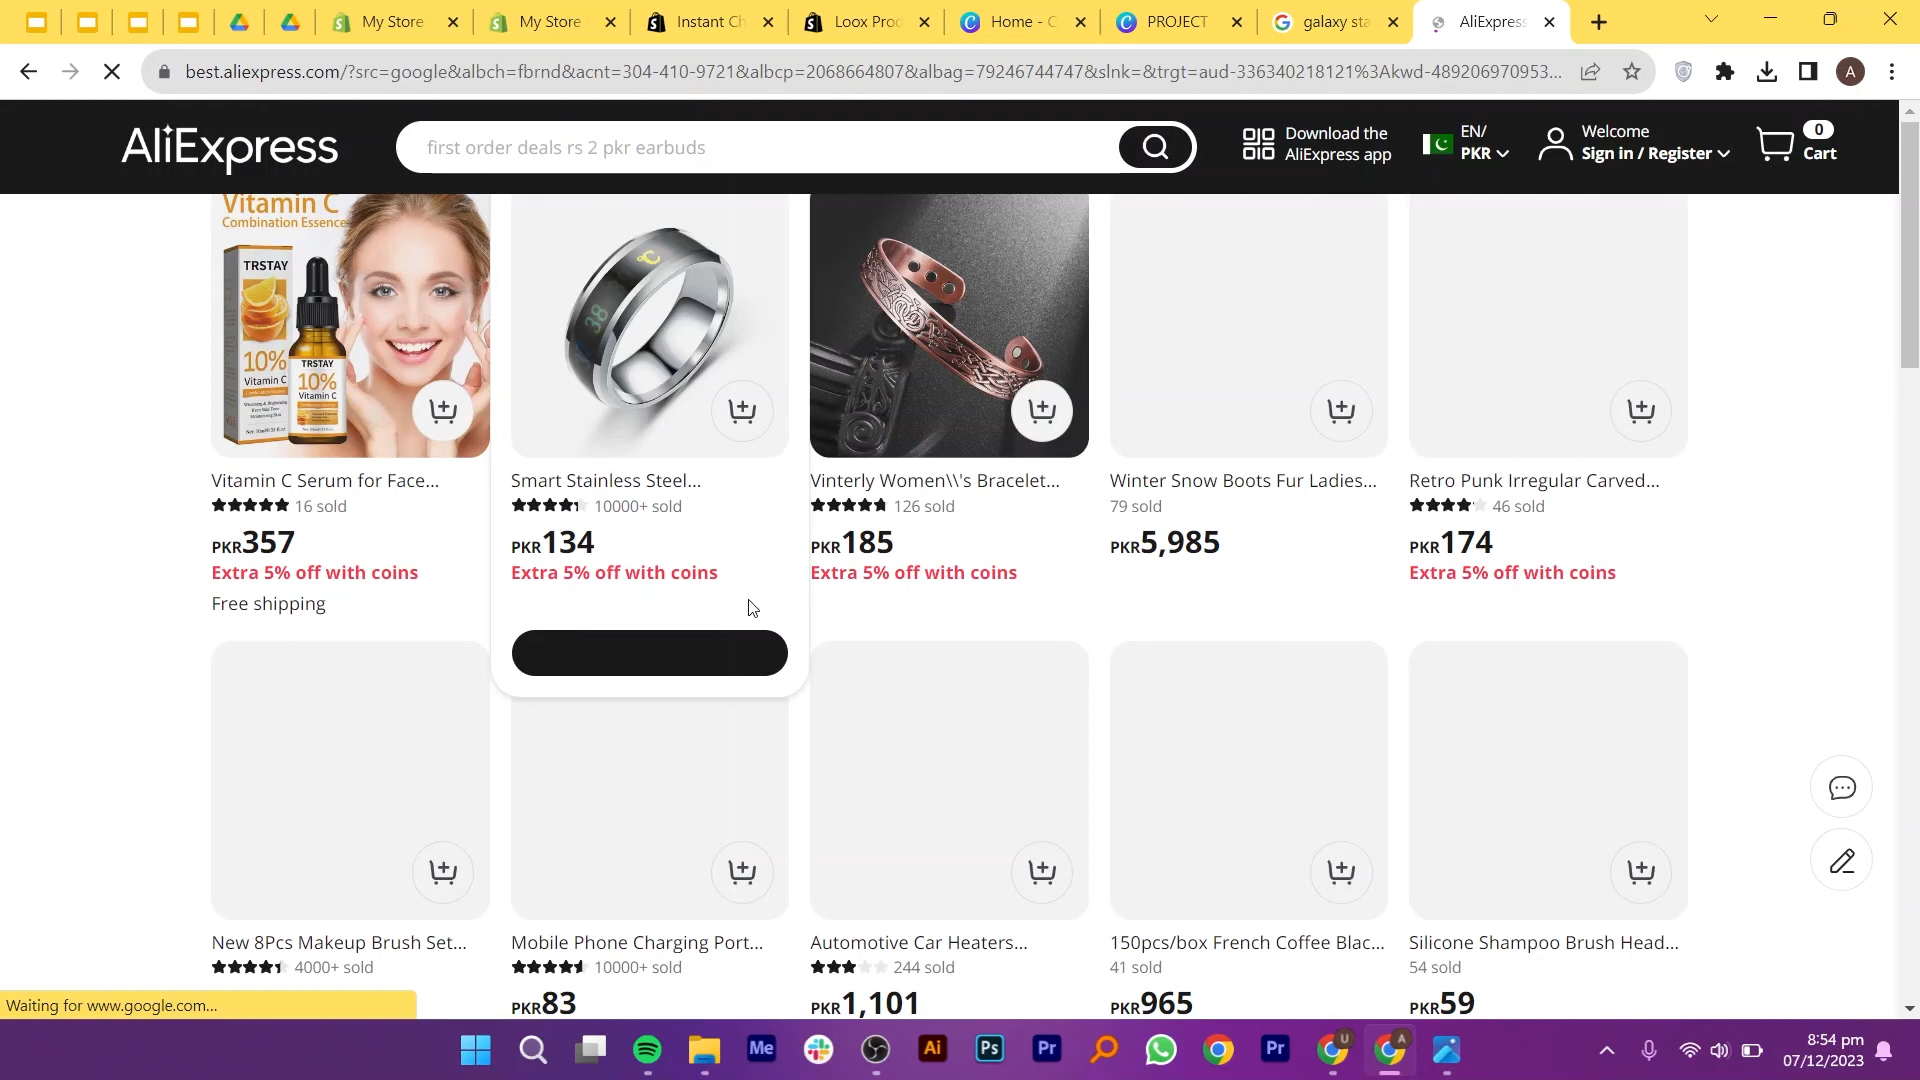 My Store
My Store
Instant Ch
Loox Proc
Home - C
PROJECT
galaxy sta
AliExpress
best.aliexpress.com/?src=google&albch=fbrnd&acnt=304-410-9721&albcp=2068664807&albag=79246744747&slnk=&trgt=aud-336340218121%3Akwd-489206970953...
A
AliExpress
first order deals rs 2 pkr earbuds
Download the
AliExpress app
EN/
PKR
Welcome
Sign in / Register
0
Cart
Vitamin C
Combination Essence
TRSTAY
10%
Vitamin C
TRSTAY
10%
Vitamin C
℃
38
Vitamin C Serum for Face...
16 sold
PKR357
Extra 5% off with coins
Free shipping
Smart Stainless Steel...
10000+ sold
PKR134
Extra 5% off with coins
Vinterly Women\\'s Bracelet...
126 sold
PKR185
Extra 5% off with coins
Winter Snow Boots Fur Ladies...
79 sold
PKR5,985
Retro Punk Irregular Carved...
46 sold
PKR174
Extra 5% off with coins
New 8Pcs Makeup Brush Set...
4000+ sold
Mobile Phone Charging Port...
10000+ sold
PKR83
Automotive Car Heaters...
244 sold
PKR1,101
150pcs/box French Coffee Blac...
41 sold
PKR965
Silicone Shampoo Brush Head...
54 sold
PKR59
Waiting for www.google.com...
Me
Ai
Ps
Pr
Pr
U
A
8:54 pm
07/12/2023